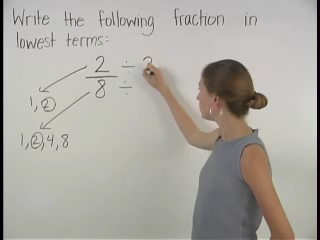 Write the following fraction in
lowest terms:
2 ÷
8 ÷
1, 2
1, 2, 4, 8